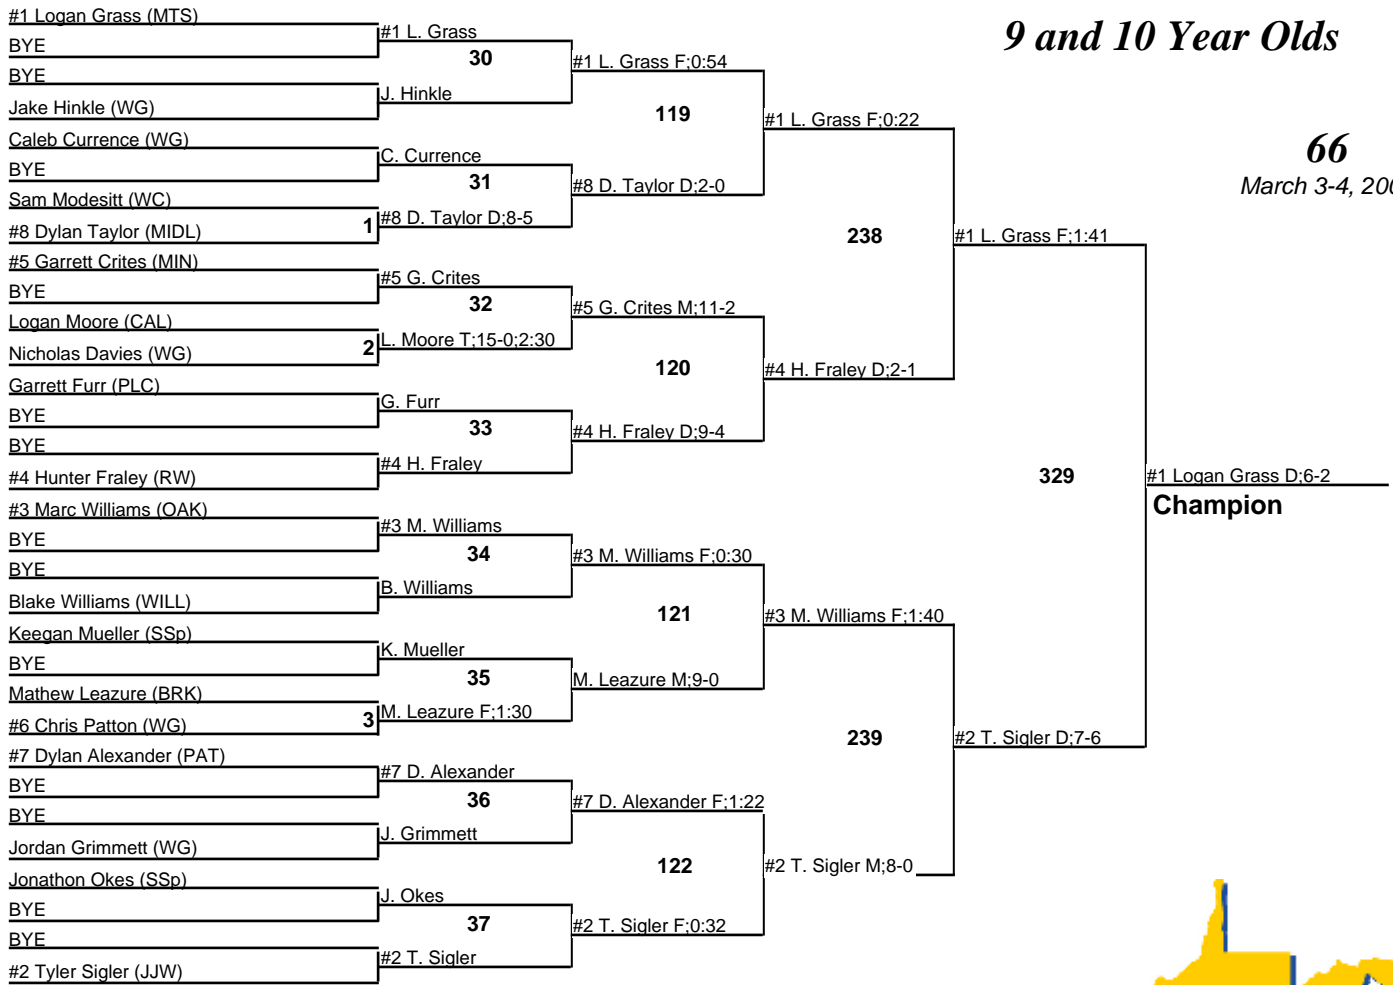 9 and 10 Year Olds
66
March 3-4, 200
#1 Logan Grass (MTS)
BYE
BYE
Jake Hinkle (WG)
Caleb Currence (WG)
BYE
Sam Modesitt (WC)
1
#8 Dylan Taylor (MIDL)
#5 Garrett Crites (MIN)
BYE
Logan Moore (CAL)
2
Nicholas Davies (WG)
Garrett Furr (PLC)
BYE
BYE
#4 Hunter Fraley (RW)
#3 Marc Williams (OAK)
BYE
BYE
Blake Williams (WILL)
Keegan Mueller (SSp)
BYE
Mathew Leazure (BRK)
3
#6 Chris Patton (WG)
#7 Dylan Alexander (PAT)
BYE
BYE
Jordan Grimmett (WG)
Jonathon Okes (SSp)
BYE
BYE
#2 Tyler Sigler (JJW)
#1 L. Grass
30
J. Hinkle
C. Currence
31
#8 D. Taylor D;8-5
#5 G. Crites
32
L. Moore T;15-0;2:30
G. Furr
33
#4 H. Fraley
#3 M. Williams
34
B. Williams
K. Mueller
35
M. Leazure F;1:30
#7 D. Alexander
36
J. Grimmett
J. Okes
37
#2 T. Sigler
#1 L. Grass F;0:54
119
#8 D. Taylor D;2-0
#5 G. Crites M;11-2
120
#4 H. Fraley D;9-4
#3 M. Williams F;0:30
121
M. Leazure M;9-0
#7 D. Alexander F;1:22
122
#2 T. Sigler F;0:32
#1 L. Grass F;0:22
238
#4 H. Fraley D;2-1
#3 M. Williams F;1:40
239
#2 T. Sigler M;8-0
#1 L. Grass F;1:41
329
#2 T. Sigler D;7-6
#1 Logan Grass D;6-2
Champion